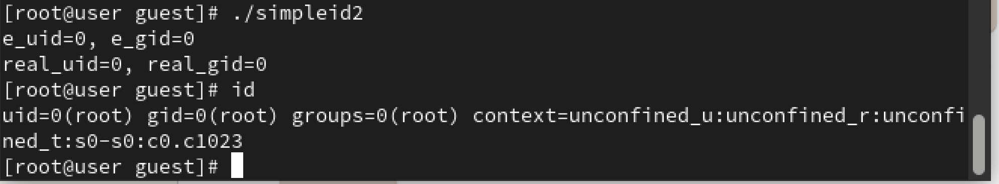 [root@user guest]# ./simpleid2
e_uid=0, e_gid=0
real_uid=0, real_gid=0
[root@user guest]# id
uid=0(root) gid=0(root) groups=0(root) context=unconfined_u:unconfined_r:unconfi
ned_t:s0-s0:c0.c1023
[root@user guest]#